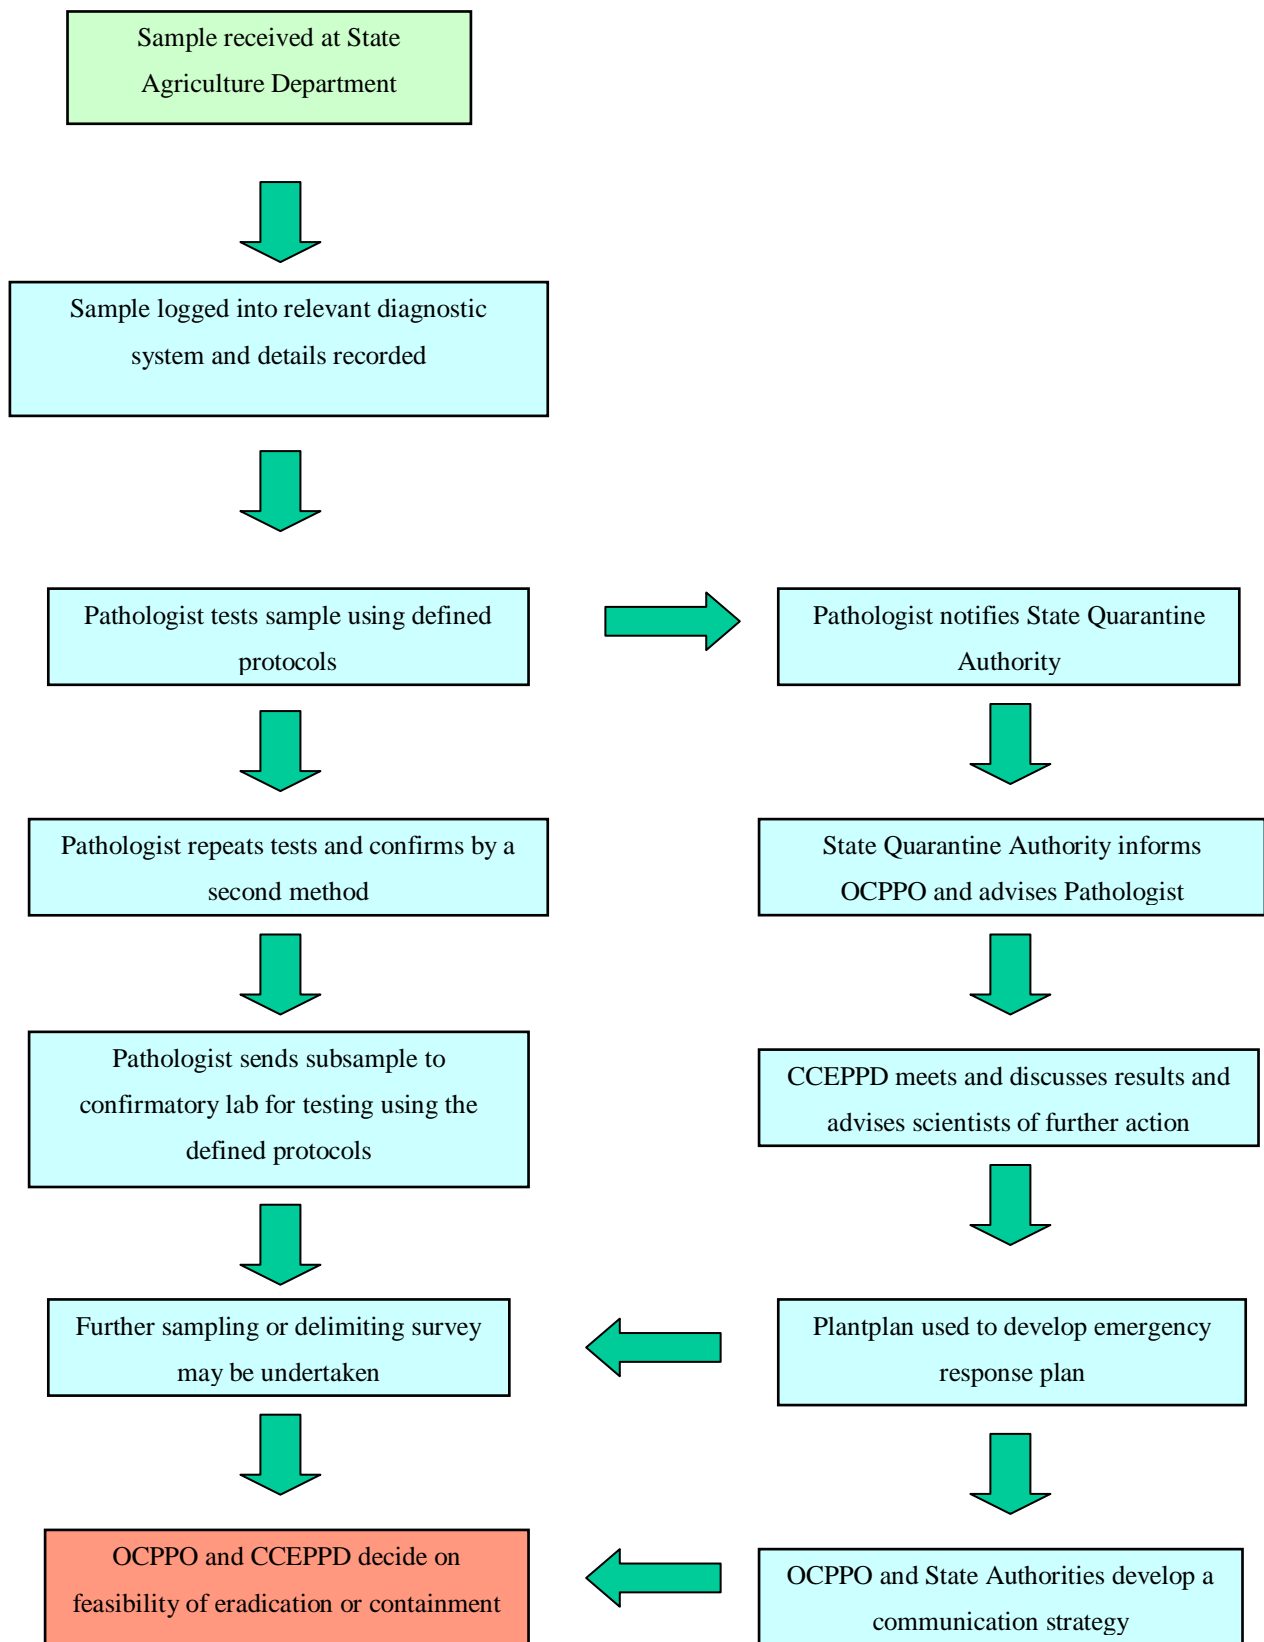 Sample received at State
Agriculture Department
Sample logged into relevant diagnostic
system and details recorded
Pathologist tests sample using defined
protocols
Pathologist notifies State Quarantine
Authority
Pathologist repeats tests and confirms by a
second method
State Quarantine Authority informs
OCPPO and advises Pathologist
Pathologist sends subsample to
confirmatory lab for testing using the
defined protocols
CCEPPD meets and discusses results and
advises scientists of further action
Further sampling or delimiting survey
may be undertaken
Plantplan used to develop emergency
response plan
OCPPO and CCEPPD decide on
feasibility of eradication or containment
OCPPO and State Authorities develop a
communication strategy